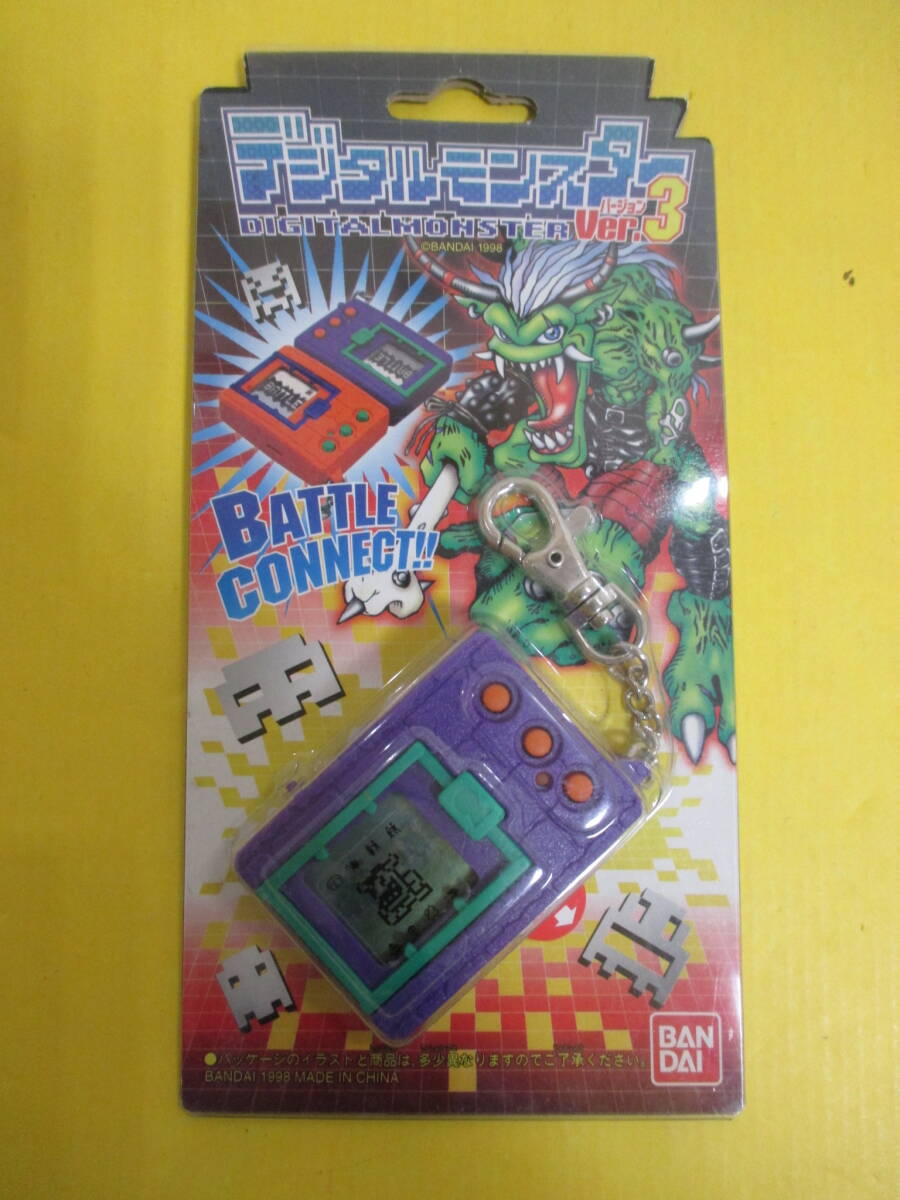 デジタルモンスター
DIGITALMONSTER
バージョン
Ver.3
©BANDAI 1998
BATTLE
BATTLE
BATTLE
CONNECT!!
●パッケージのイラストと商品は、多少異なりますのでご了承ください。
BANDAI 1998 MADE IN CHINA
BAN
DAI